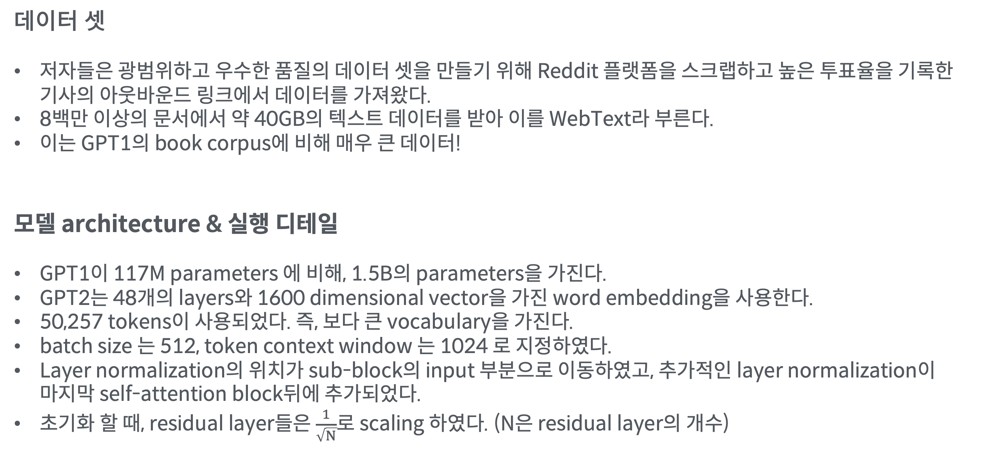 데이터 셋
• 저자들은 광범위하고 우수한 품질의 데이터 셋을 만들기 위해 Reddit 플랫폼을 스크랩하고 높은 투표율을 기록한
기사의 아웃바운드 링크에서 데이터를 가져왔다.
• 8백만 이상의 문서에서 약 40GB의 텍스트 데이터를 받아 이를 WebText라 부른다.
• 이는 GPT1의 book corpus에 비해 매우 큰 데이터!
모델 architecture & 실행 디테일
• GPT1이 117M parameters 에 비해, 1.5B의 parameters을 가진다.
• GPT2는 48개의 layers와 1600 dimensional vector을 가진 word embedding을 사용한다.
• 50,257 tokens이 사용되었다. 즉, 보다 큰 vocabulary을 가진다.
• batch size 는 512, token context window 는 1024 로 지정하였다.
• Layer normalization의 위치가 sub-block의 input 부분으로 이동하였고, 추가적인 layer normalization이
마지막 self-attention block뒤에 추가되었다.
• 초기화 할 때, residual layer들은 1/√N로 scaling 하였다. (N은 residual layer의 개수)